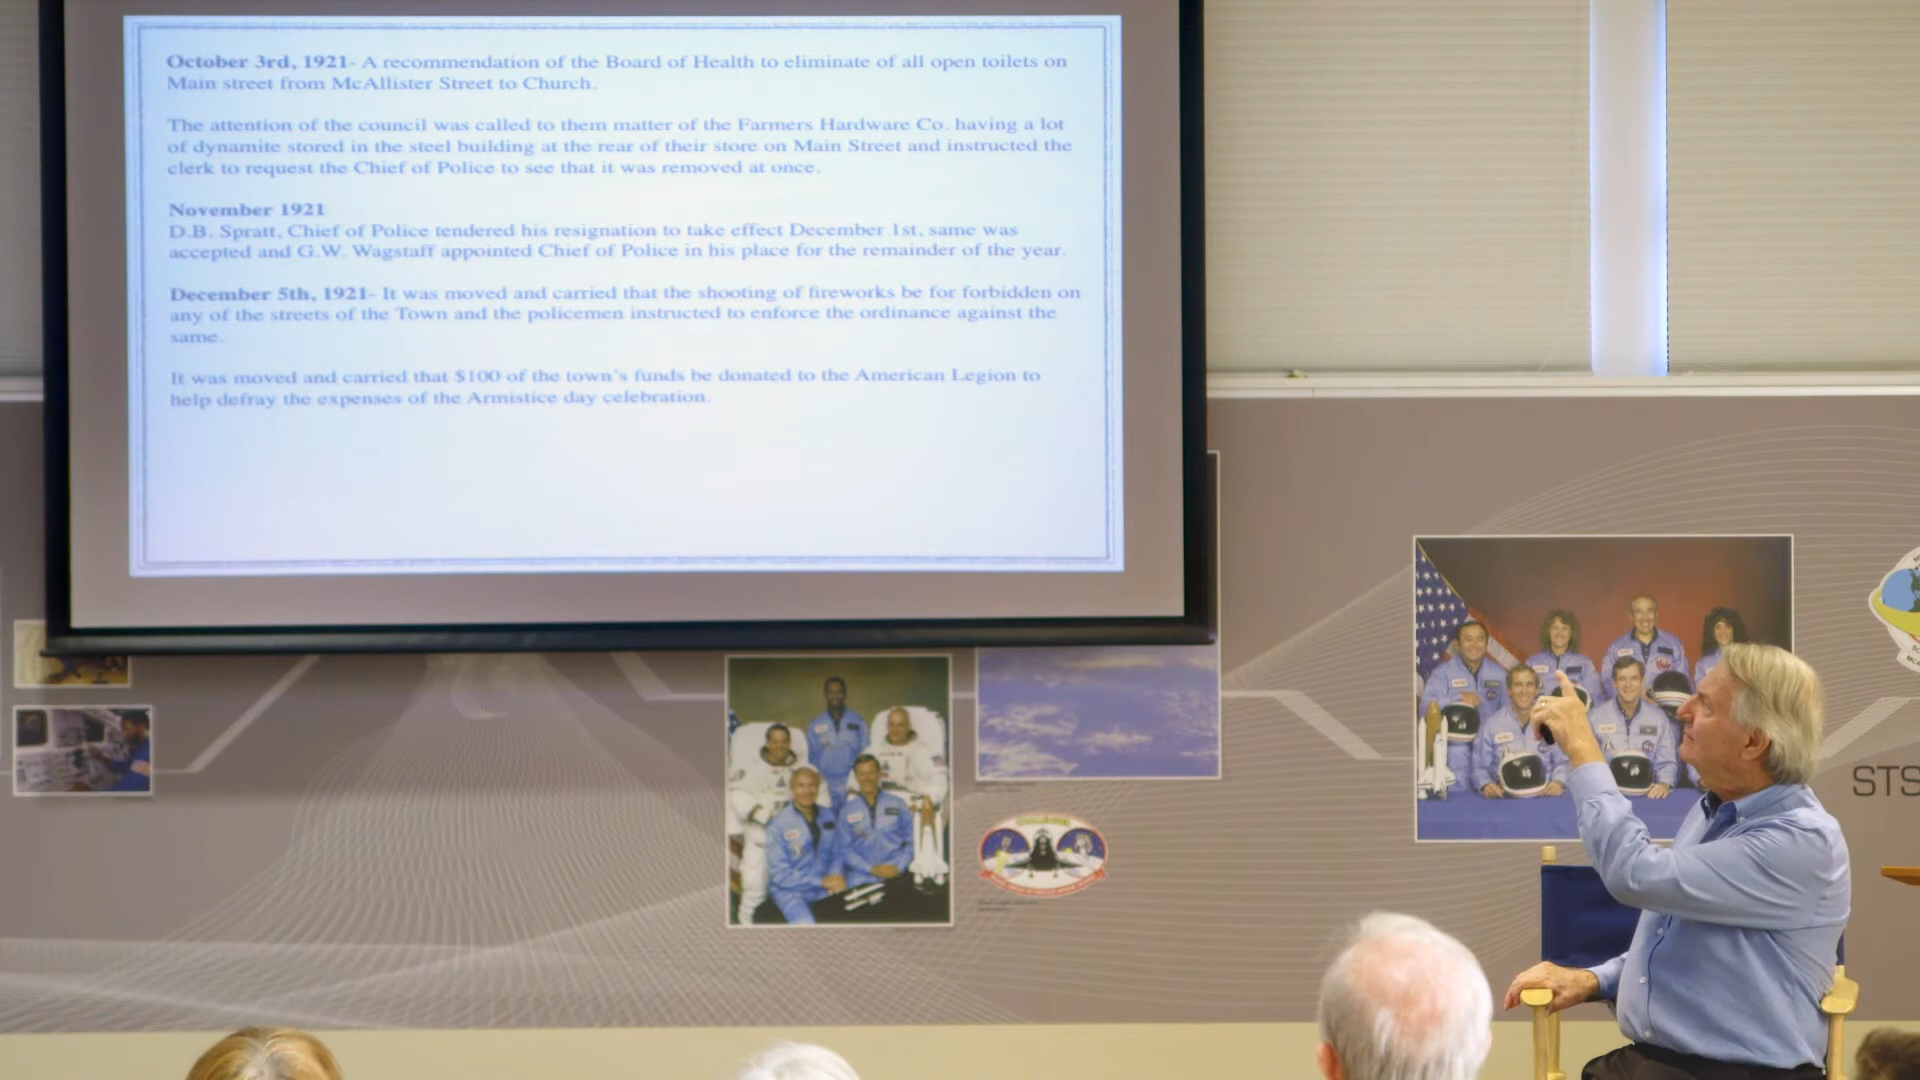 October 3rd, 1921- A recommendation of the Board of Health to eliminate of all open toilets on
Main street from McAllister Street to Church.
The attention of the council was called to them matter of the Farmers Hardware Co. having a lot
of dynamite stored in the steel building at the rear of their store on Main Street and instructed the
clerk to request the Chief of Police to see that it was removed at once.
November 1921
D.B. Spratt, Chief of Police tendered his resignation to take effect December 1st, same was
accepted and G.W. Wagstaff appointed Chief of Police in his place for the remainder of the year.
December 5th, 1921- It was moved and carried that the shooting of fireworks be for forbidden on
any of the streets of the Town and the policemen instructed to enforce the ordinance against the
same.
It was moved and carried that $100 of the town's funds be donated to the American Legion to
help defray the expenses of the Armistice day celebration.
STS